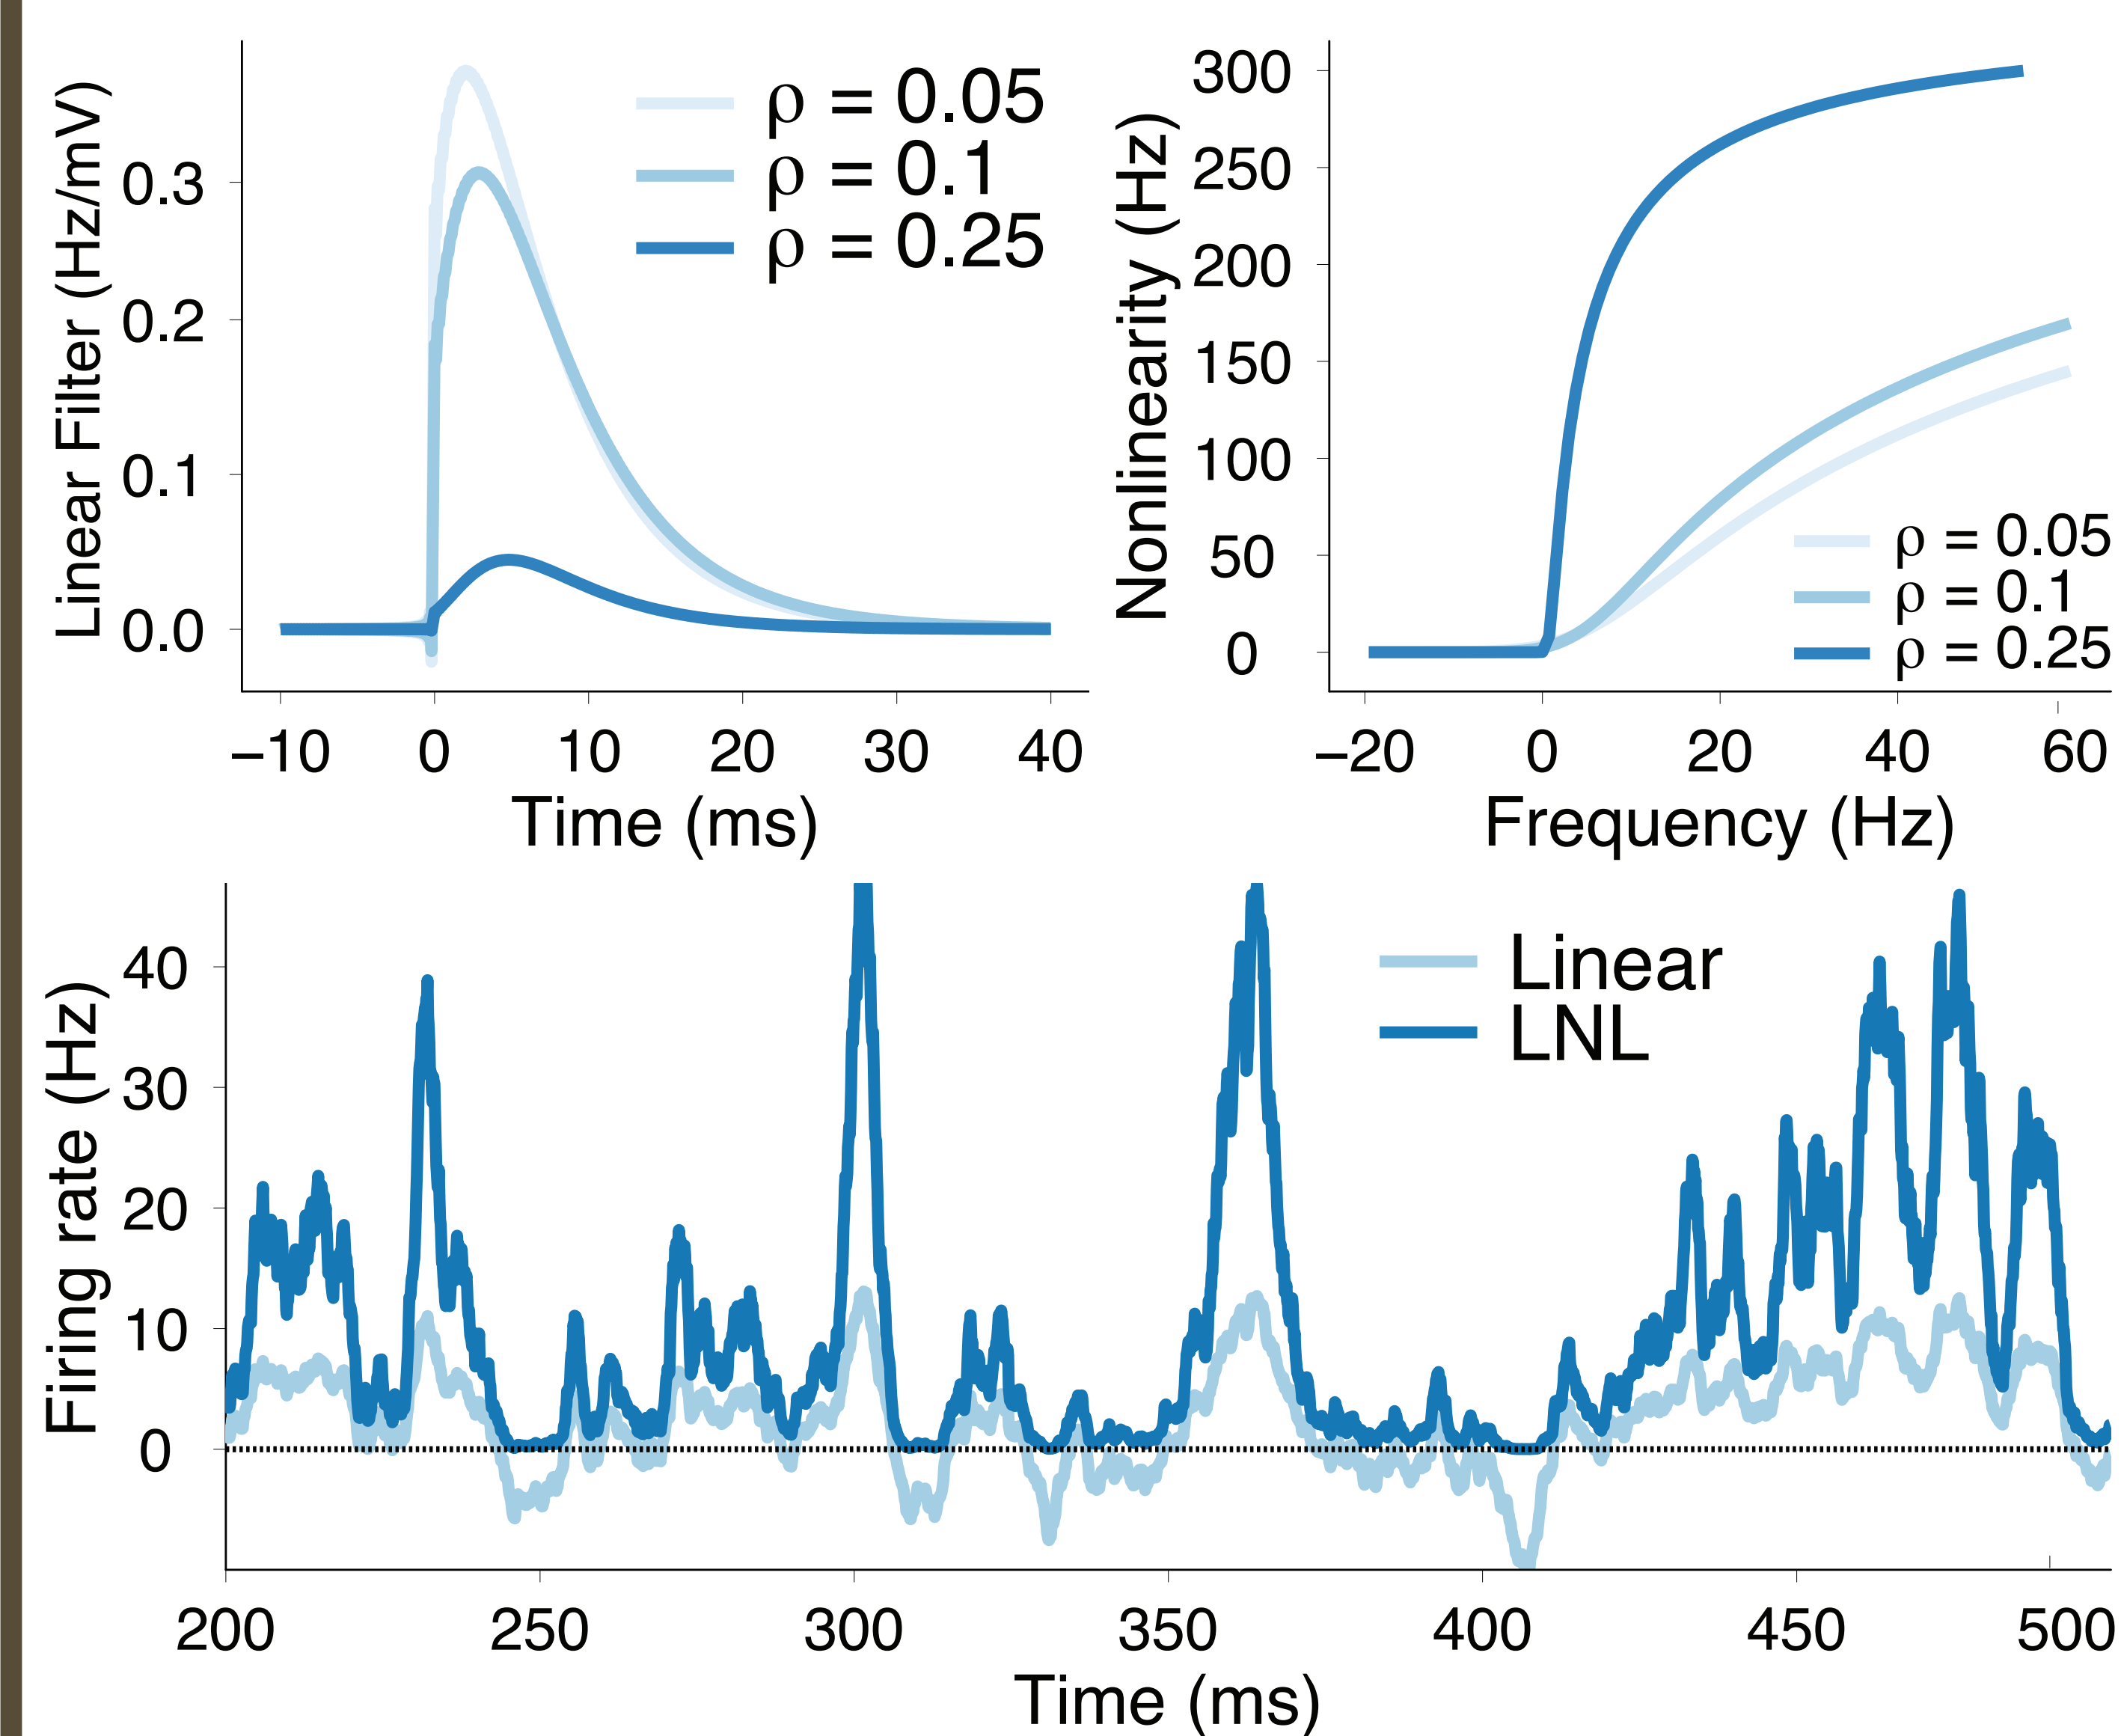 Linear Filter (Hz/mV)
0.3
0.2
0.1
0.0
ρ = 0.05
ρ = 0.1
ρ = 0.25
−10 0 10 20 30 40
Time (ms)
Nonlinearity (Hz)
300
250
200
150
100
50
0
ρ = 0.05
ρ = 0.1
ρ = 0.25
−20 0 20 40 60
Frequency (Hz)
Firing rate (Hz)
40
30
20
10
0
Linear
LNL
200 250 300 350 400 450 500
Time (ms)